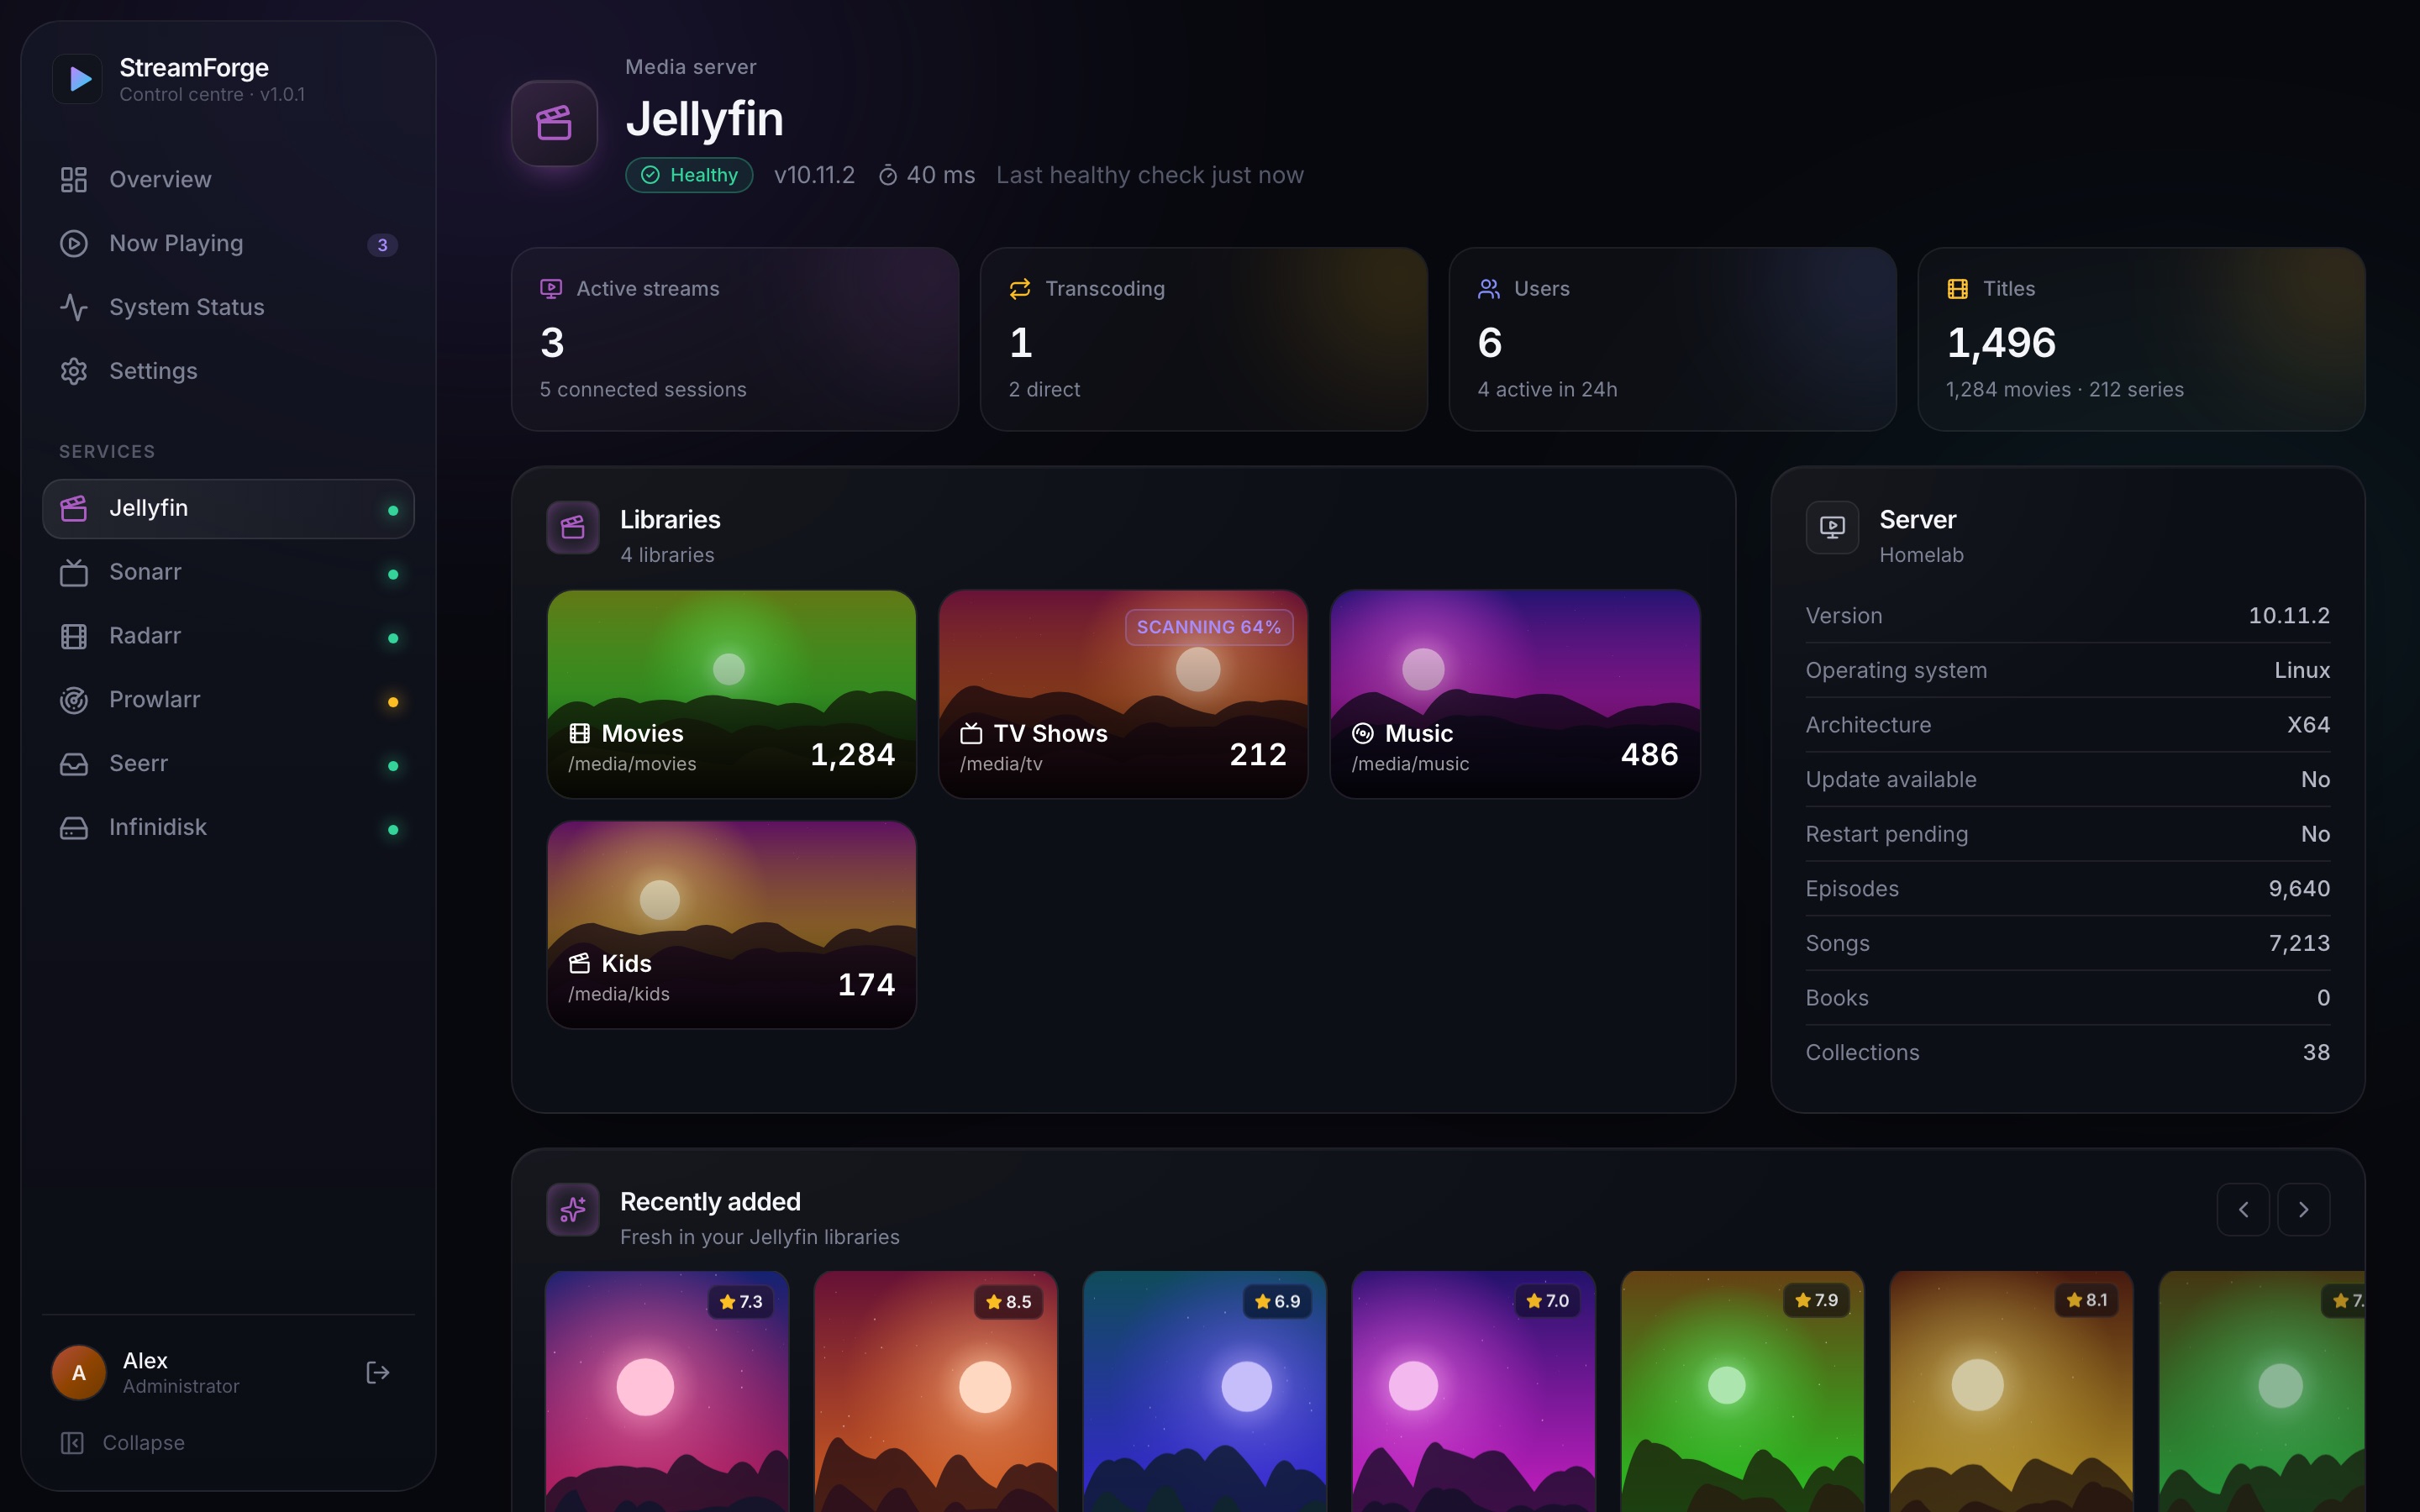 StreamForge
Control centre · v1.0.1
Overview
Now Playing
3
System Status
Settings
SERVICES
Jellyfin
Sonarr
Radarr
Prowlarr
Seerr
Infinidisk
A
Alex
Administrator
Collapse
Media server
Jellyfin
Healthy
v10.11.2
40 ms
Last healthy check just now
Active streams
3
5 connected sessions
Transcoding
1
2 direct
Users
6
4 active in 24h
Titles
1,496
1,284 movies · 212 series
Libraries
4 libraries
Movies
/media/movies
1,284
SCANNING 64%
TV Shows
/media/tv
212
Music
/media/music
486
Kids
/media/kids
174
Server
Homelab
Version 10.11.2
Operating system Linux
Architecture X64
Update available No
Restart pending No
Episodes 9,640
Songs 7,213
Books 0
Collections 38
Recently added
Fresh in your Jellyfin libraries
7.3
8.5
6.9
7.0
7.9
8.1